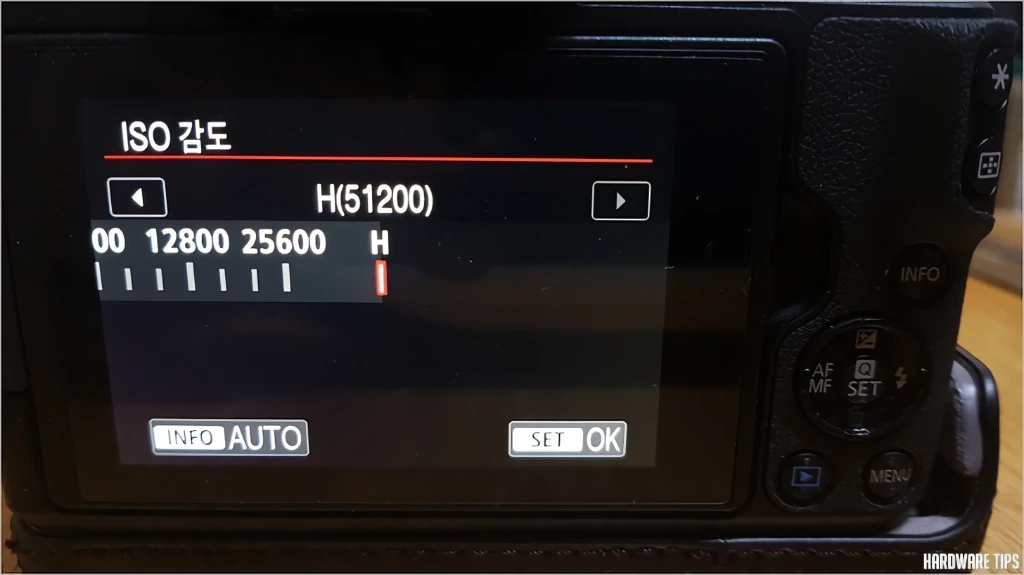 ISO 감도
H(51200)
00 12800 25600 H
INFO AUTO
SET OK
INFO
AF
MF
Q
SET
MENU
HARDWARE TIPS